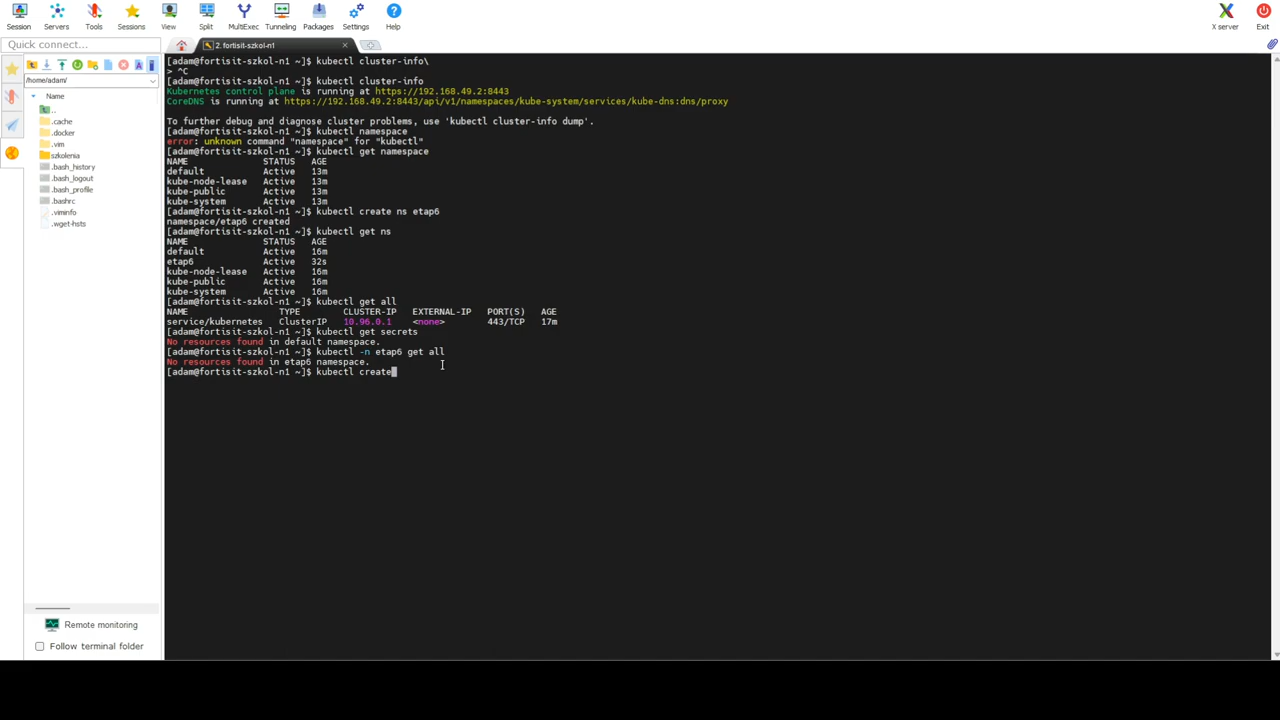 Session Servers Tools Sessions View Split MultiExec Tunneling Packages Settings Help X server Exit
Quick connect...
2. fortisit-szkol-n1
/home/adam/
Name
..
.cache
.docker
.vim
szkolenia
.bash_history
.bash_logout
.bash_profile
.bashrc
.viminfo
.wget-hsts
Remote monitoring
Follow terminal folder
[adam@fortisit-szkol-n1 ~]$ kubectl cluster-info\
> ^C
[adam@fortisit-szkol-n1 ~]$ kubectl cluster-info
Kubernetes control plane is running at https://192.168.49.2:8443
CoreDNS is running at https://192.168.49.2:8443/api/v1/namespaces/kube-system/services/kube-dns:dns/proxy
To further debug and diagnose cluster problems, use 'kubectl cluster-info dump'.
[adam@fortisit-szkol-n1 ~]$ kubectl namespace
error: unknown command "namespace" for "kubectl"
[adam@fortisit-szkol-n1 ~]$ kubectl get namespace
NAME STATUS AGE
default Active 13m
kube-node-lease Active 13m
kube-public Active 13m
kube-system Active 13m
[adam@fortisit-szkol-n1 ~]$ kubectl create ns etap6
namespace/etap6 created
[adam@fortisit-szkol-n1 ~]$ kubectl get ns
NAME STATUS AGE
default Active 16m
etap6 Active 32s
kube-node-lease Active 16m
kube-public Active 16m
kube-system Active 16m
[adam@fortisit-szkol-n1 ~]$ kubectl get all
NAME TYPE CLUSTER-IP EXTERNAL-IP PORT(S) AGE
service/kubernetes ClusterIP 10.96.0.1 <none> 443/TCP 17m
[adam@fortisit-szkol-n1 ~]$ kubectl get secrets
No resources found in default namespace.
[adam@fortisit-szkol-n1 ~]$ kubectl -n etap6 get all
No resources found in etap6 namespace.
[adam@fortisit-szkol-n1 ~]$ kubectl create